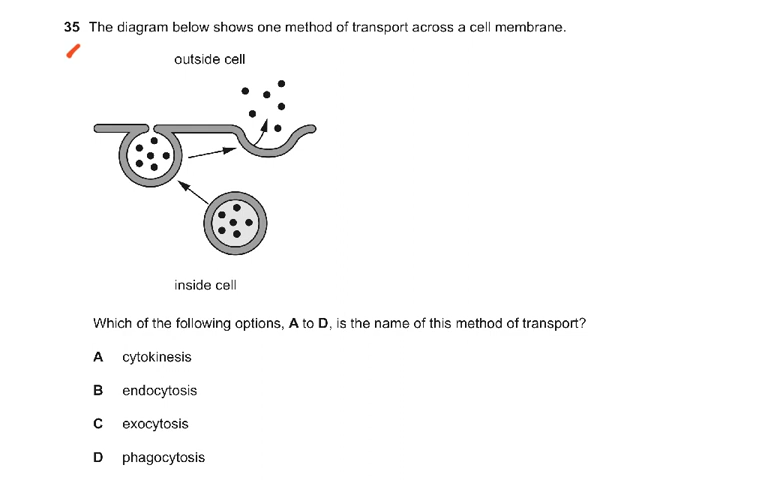 35 The diagram below shows one method of transport across a cell membrane.
outside cell
inside cell
Which of the following options, A to D, is the name of this method of transport?
A cytokinesis
B endocytosis
C exocytosis
D phagocytosis